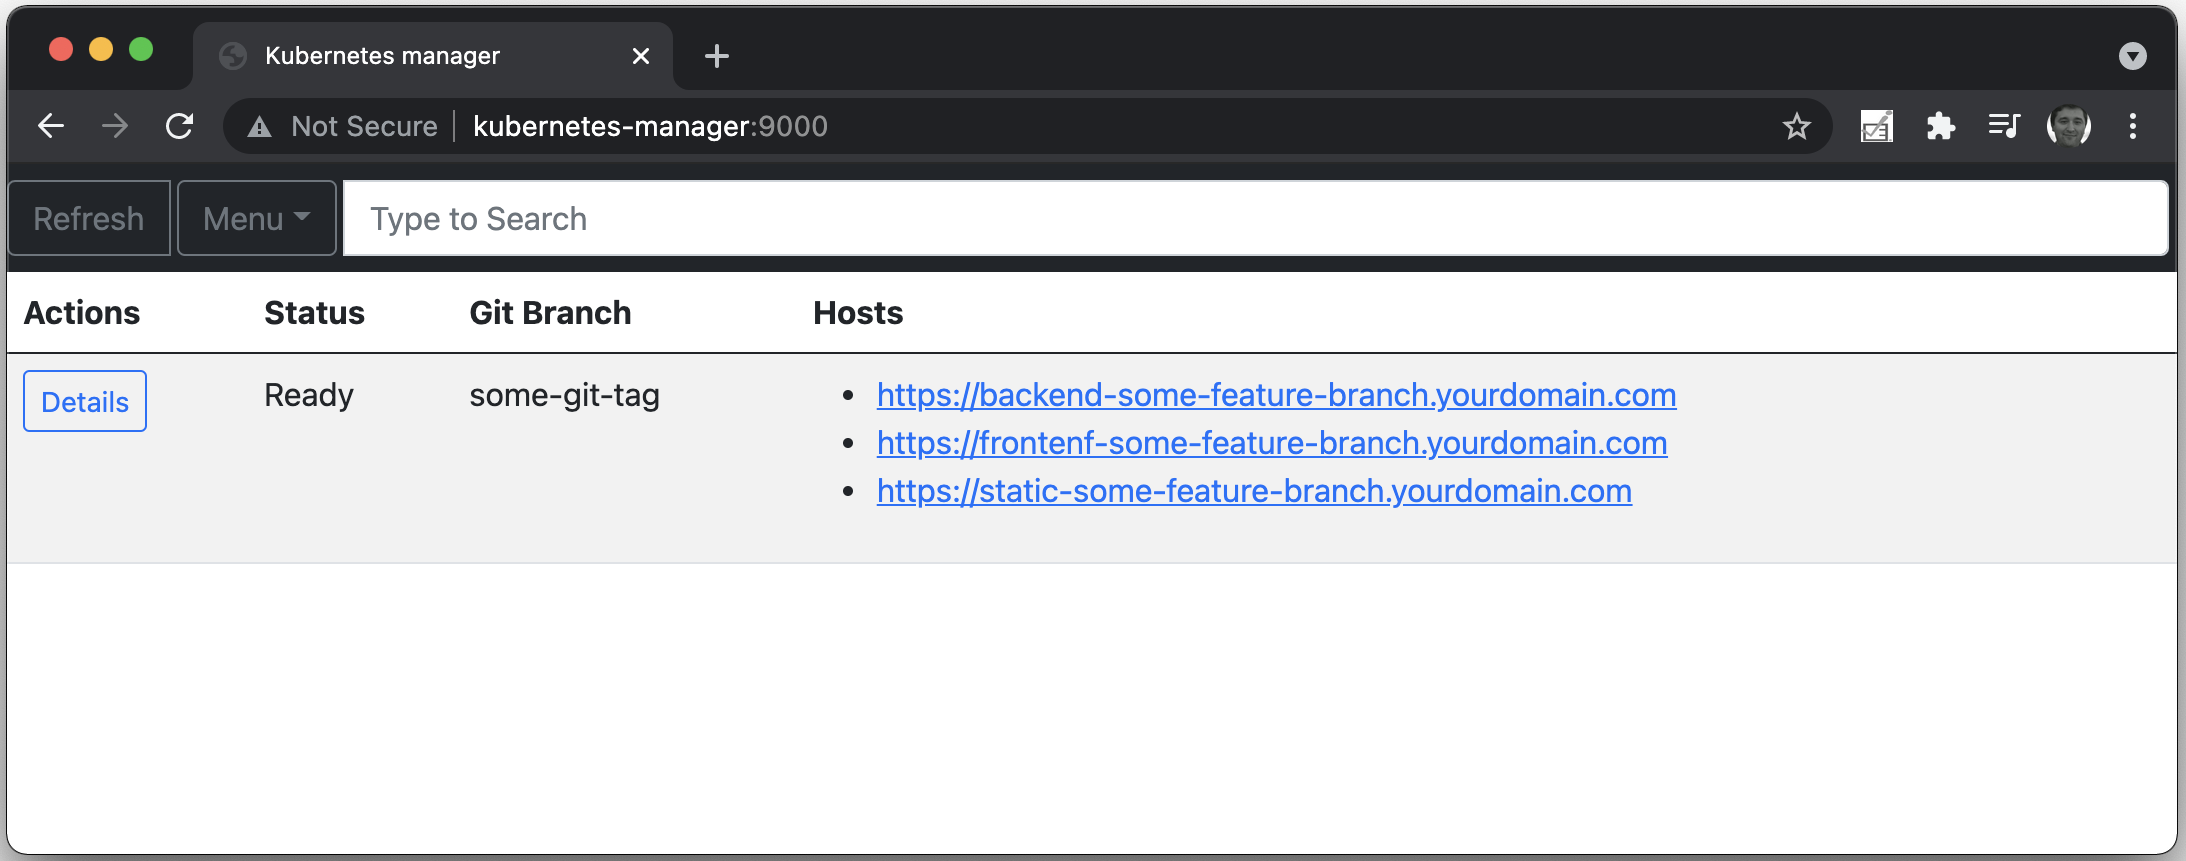 Kubernetes manager
Not Secure kubernetes-manager:9000
Refresh Menu Type to Search
Actions Status Git Branch Hosts
Details Ready some-git-tag https://backend-some-feature-branch.yourdomain.com
https://frontenf-some-feature-branch.yourdomain.com
https://static-some-feature-branch.yourdomain.com